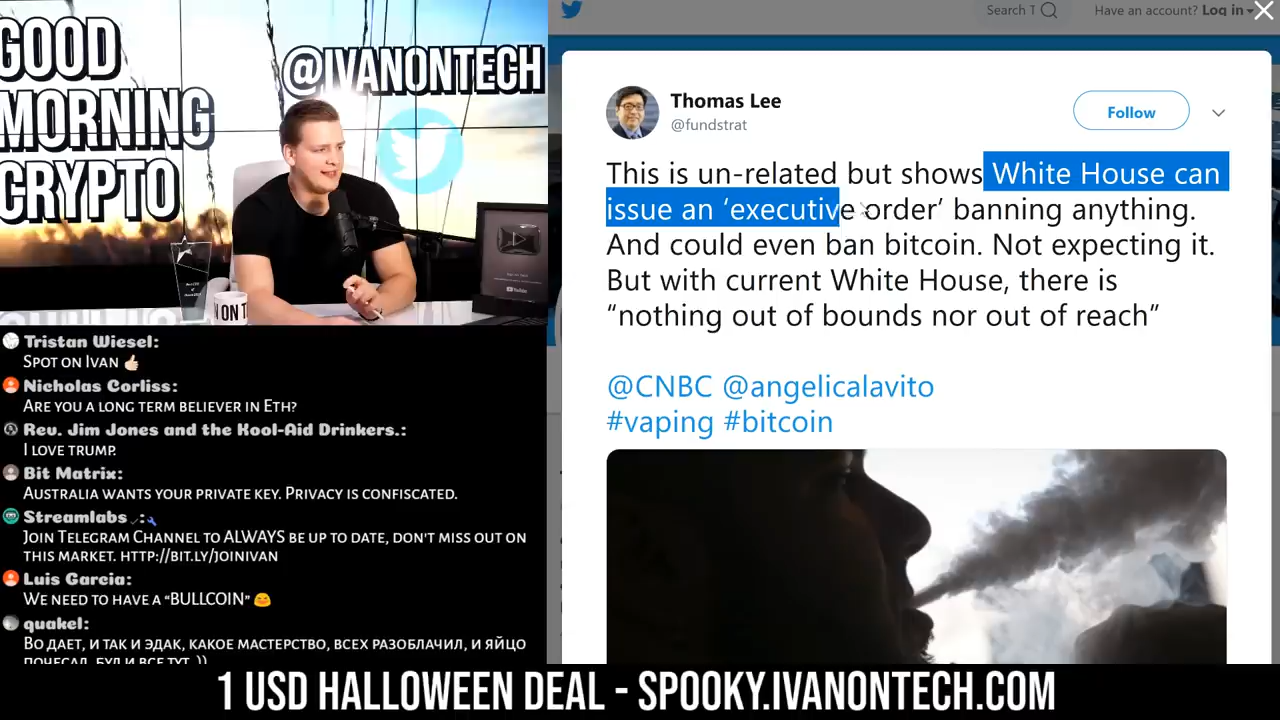 GOOD
MORNING
CRYPTO
@IVANONTECH
YouTube
N ON T
Tristan Wiesel:
Spot on Ivan 👍🏻
Nicholas Corliss:
Are you a long term believer in Eth?
Rev. Jim Jones and the Kool-Aid Drinkers.:
I love trump.
Bit Matrix:
Australia wants your private key. Privacy is confiscated.
Streamlabs:
Join Telegram Channel to ALWAYS be up to date, don't miss out on
this market. http://bit.ly/JoinIvan
Luis Garcia:
We need to have a “BULLCOIN” 😄
quakel:
Во дает, и так и эдак, какое мастерство, всех разоблачил, и яйцо
почесал, буд и все тут. ))
Search T
Have an account? Log in
Thomas Lee
@fundstrat
Follow
This is un-related but shows White House can
issue an ‘executive order’ banning anything.
And could even ban bitcoin. Not expecting it.
But with current White House, there is
“nothing out of bounds nor out of reach”
@CNBC @angelicalavito
#vaping #bitcoin
1 USD HALLOWEEN DEAL - SPOOKY.IVANONTECH.COM